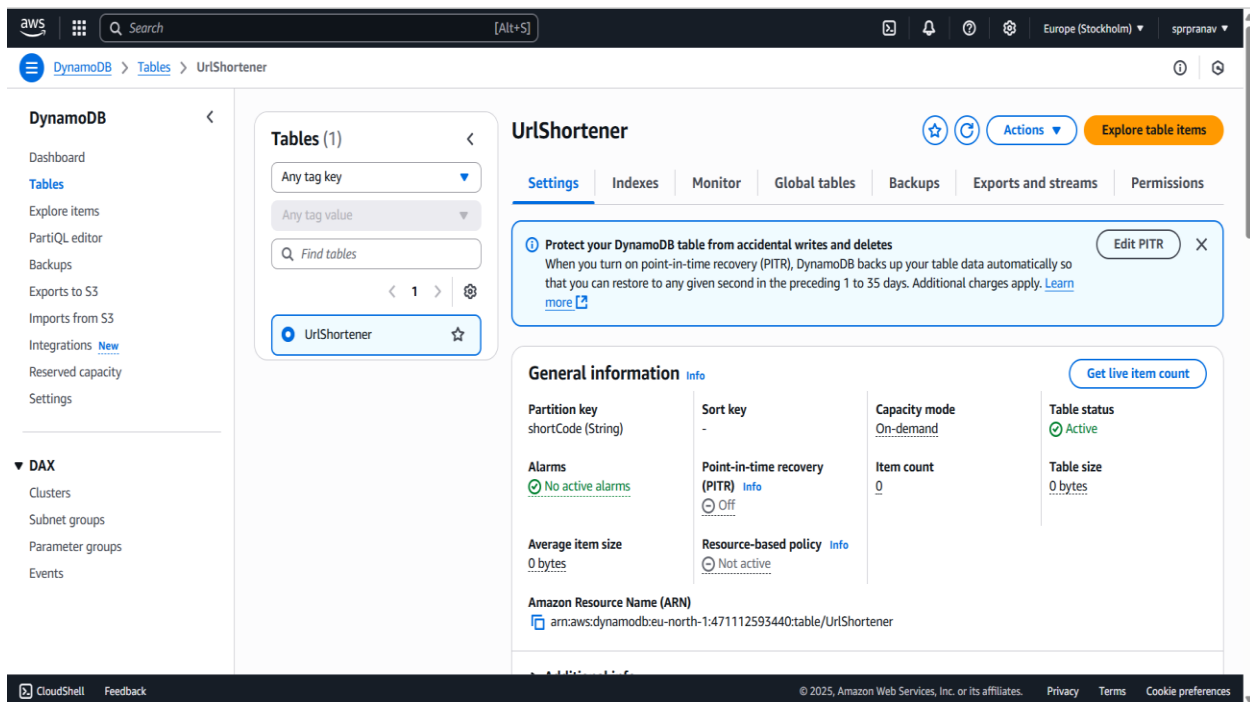 aws
Search [Alt+S]
Europe (Stockholm) ▼
sprpranav ▼
DynamoDB > Tables > UrlShortener
DynamoDB
Dashboard
Tables
Explore items
PartiQL editor
Backups
Exports to S3
Imports from S3
Integrations New
Reserved capacity
Settings
▼ DAX
Clusters
Subnet groups
Parameter groups
Events
Tables (1)
Any tag key
Any tag value
Find tables
< 1 >
UrlShortener
UrlShortener
Actions ▼
Explore table items
Settings Indexes Monitor Global tables Backups Exports and streams Permissions
Protect your DynamoDB table from accidental writes and deletes
When you turn on point-in-time recovery (PITR), DynamoDB backs up your table data automatically so
that you can restore to any given second in the preceding 1 to 35 days. Additional charges apply. Learn
more
Edit PITR
General information Info
Get live item count
Partition key
shortCode (String)
Sort key
-
Capacity mode
On-demand
Table status
Active
Alarms
No active alarms
Point-in-time recovery
(PITR) Info
Off
Item count
0
Table size
0 bytes
Average item size
0 bytes
Resource-based policy Info
Not active
Amazon Resource Name (ARN)
arn:aws:dynamodb:eu-north-1:471112593440:table/UrlShortener
CloudShell Feedback
© 2025, Amazon Web Services, Inc. or its affiliates. Privacy Terms Cookie preferences